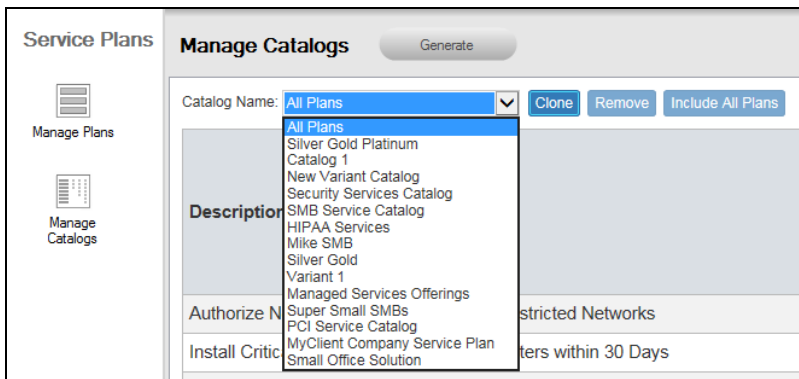 Service Plans
Manage Plans
Manage
Catalogs
Manage Catalogs Generate
Catalog Name: All Plans Clone Remove Include All Plans
All Plans
Silver Gold Platinum
Catalog 1
New Variant Catalog
Security Services Catalog
Description SMB Service Catalog
HIPAA Services
Mike SMB
Silver Gold
Variant 1
Managed Services Offerings
Authorize N Super Small SMBs stricted Networks
PCI Service Catalog
MyClient Company Service Plan
Install Critic Small Office Solution ters within 30 Days